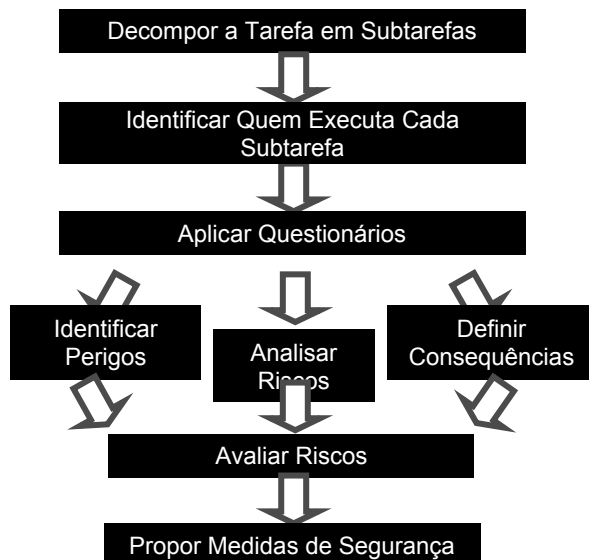 Decompor a Tarefa em Subtarefas
Identificar Quem Executa Cada
Subtarefa
Aplicar Questionários
Identificar
Perigos
Analisar
Riscos
Definir
Consequências
Avaliar Riscos
Propor Medidas de Segurança